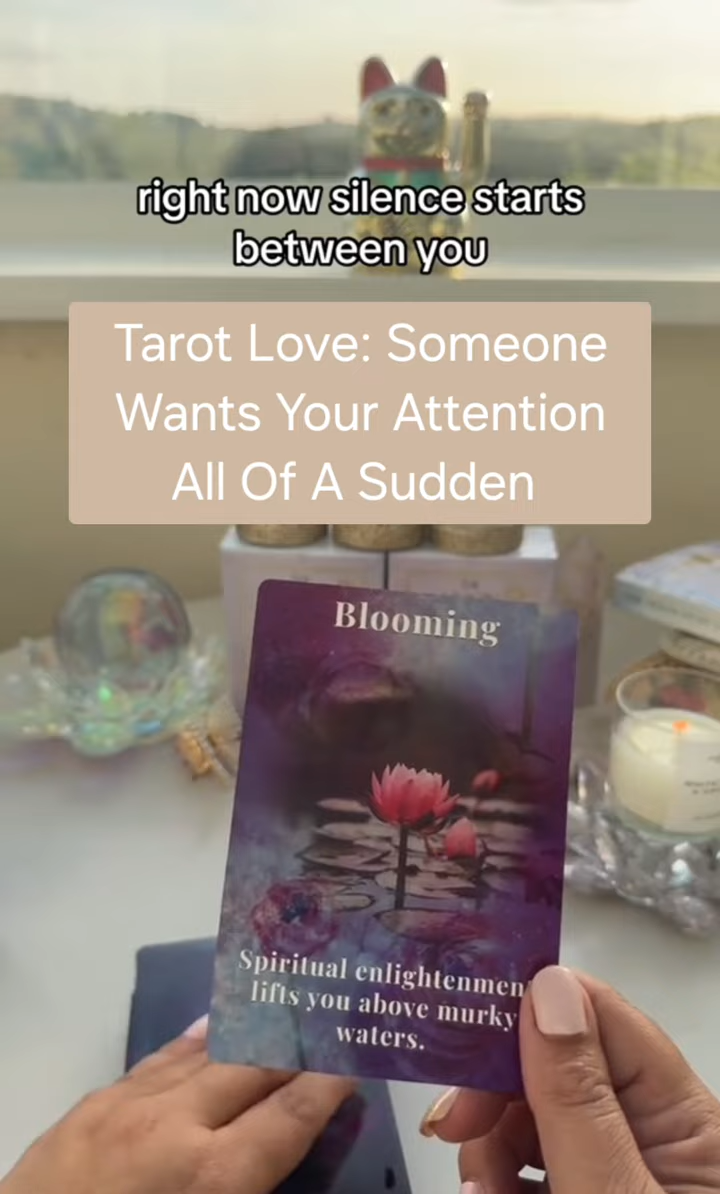 right now silence starts
between you
Tarot Love: Someone
Wants Your Attention
All Of A Sudden
Blooming
Spiritual enlightenmen
lifts you above murky
waters.